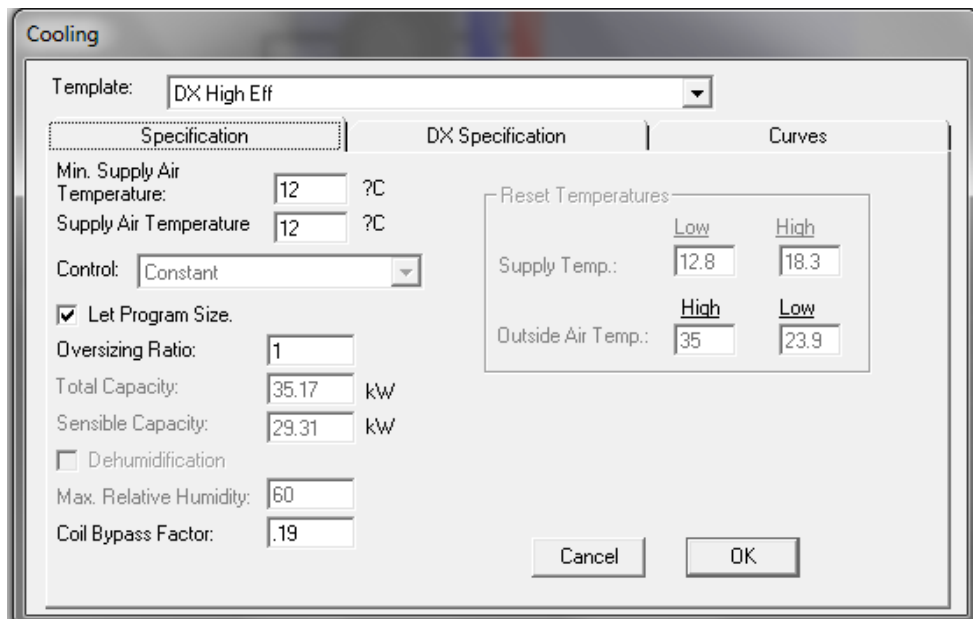 Cooling
Template: DX High Eff
Specification DX Specification Curves
Min. Supply Air
Temperature: 12 ?C
Supply Air Temperature 12 ?C
Control: Constant
Let Program Size.
Oversizing Ratio: 1
Total Capacity: 35.17 kW
Sensible Capacity: 29.31 kW
Dehumidification
Max. Relative Humidity: 60
Coil Bypass Factor: .19
Reset Temperatures
Low High
Supply Temp.: 12.8 18.3
High Low
Outside Air Temp.: 35 23.9
Cancel OK